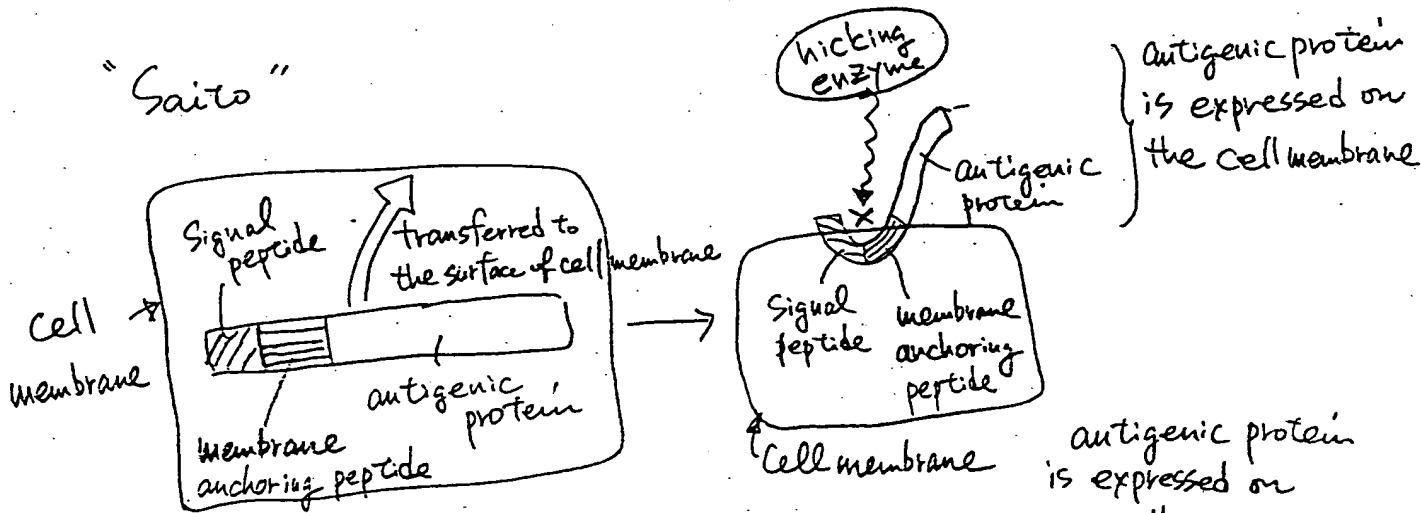 "Saito"
cell
membrane
Signal
peptide
transferred to
the surface of cell membrane
antigenic
protein
membrane
anchoring peptide
nicking
enzyme
antigenic
protein
antigenic protein
is expressed on
the cell membrane
signal
peptide
membrane
anchoring
peptide
Cell membrane
antigenic protein
is expressed on